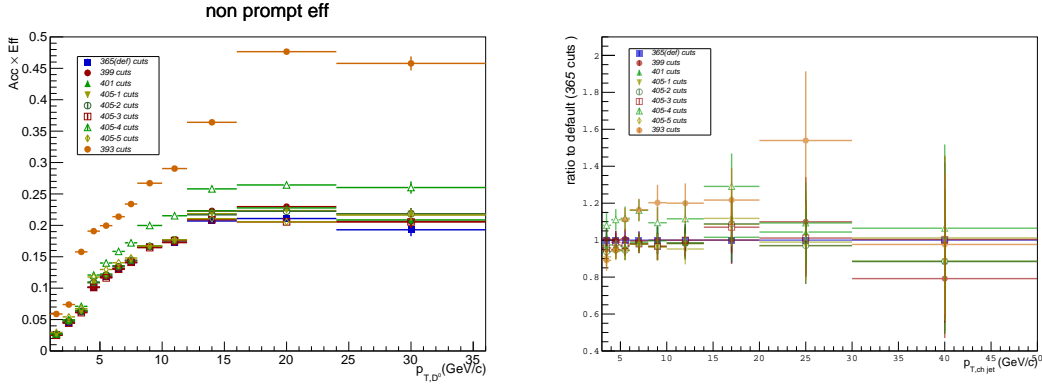 non prompt eff
Acc × Eff
0.5
0.45
0.4
0.35
0.3
0.25
0.2
0.15
0.1
0.05
0
365(def) cuts
399 cuts
401 cuts
405-1 cuts
405-2 cuts
405-3 cuts
405-4 cuts
405-5 cuts
393 cuts
5 10 15 20 25 30 35
p_{T,D^0}(GeV/c)
ratio to default (365 cuts)
2
1.8
1.6
1.4
1.2
1
0.8
0.6
0.4
365(def) cuts
399 cuts
401 cuts
405-1 cuts
405-2 cuts
405-3 cuts
405-4 cuts
405-5 cuts
393 cuts
5 10 15 20 25 30 35 40 45 50
p_{T,ch jet}(GeV/c)